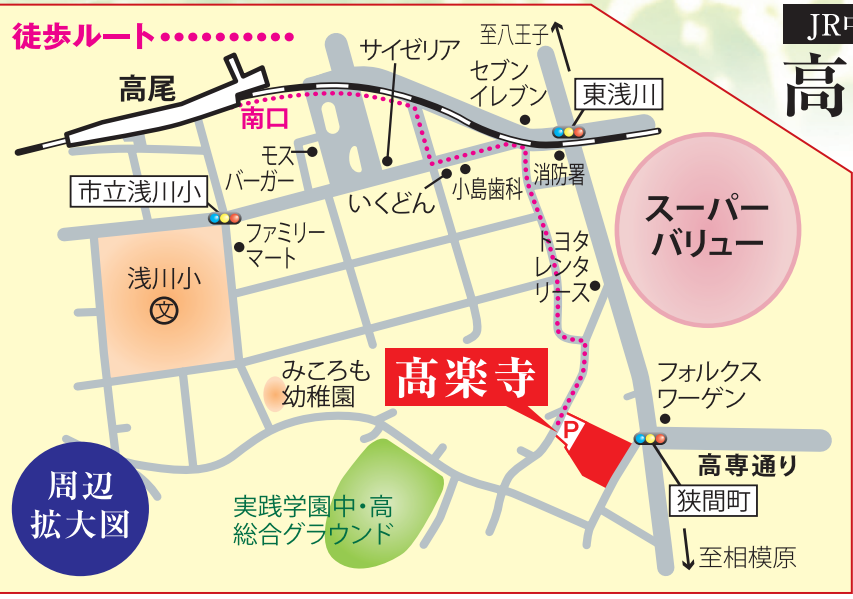 徒歩ルート
JR
高
至八王子
サイゼリア
セブン
イレブン
高尾
東浅川
南口
モス
バーガー
消防署
市立浅川小
いくどん
小島歯科
スーパー
バリュー
ファミリー
マート
トヨタ
レンタ
リース
浅川小
文
みころも
幼稚園
髙楽寺
フォルクス
ワーゲン
P
高専通り
周辺
拡大図
実践学園中・高
総合グラウンド
狭間町
至相模原